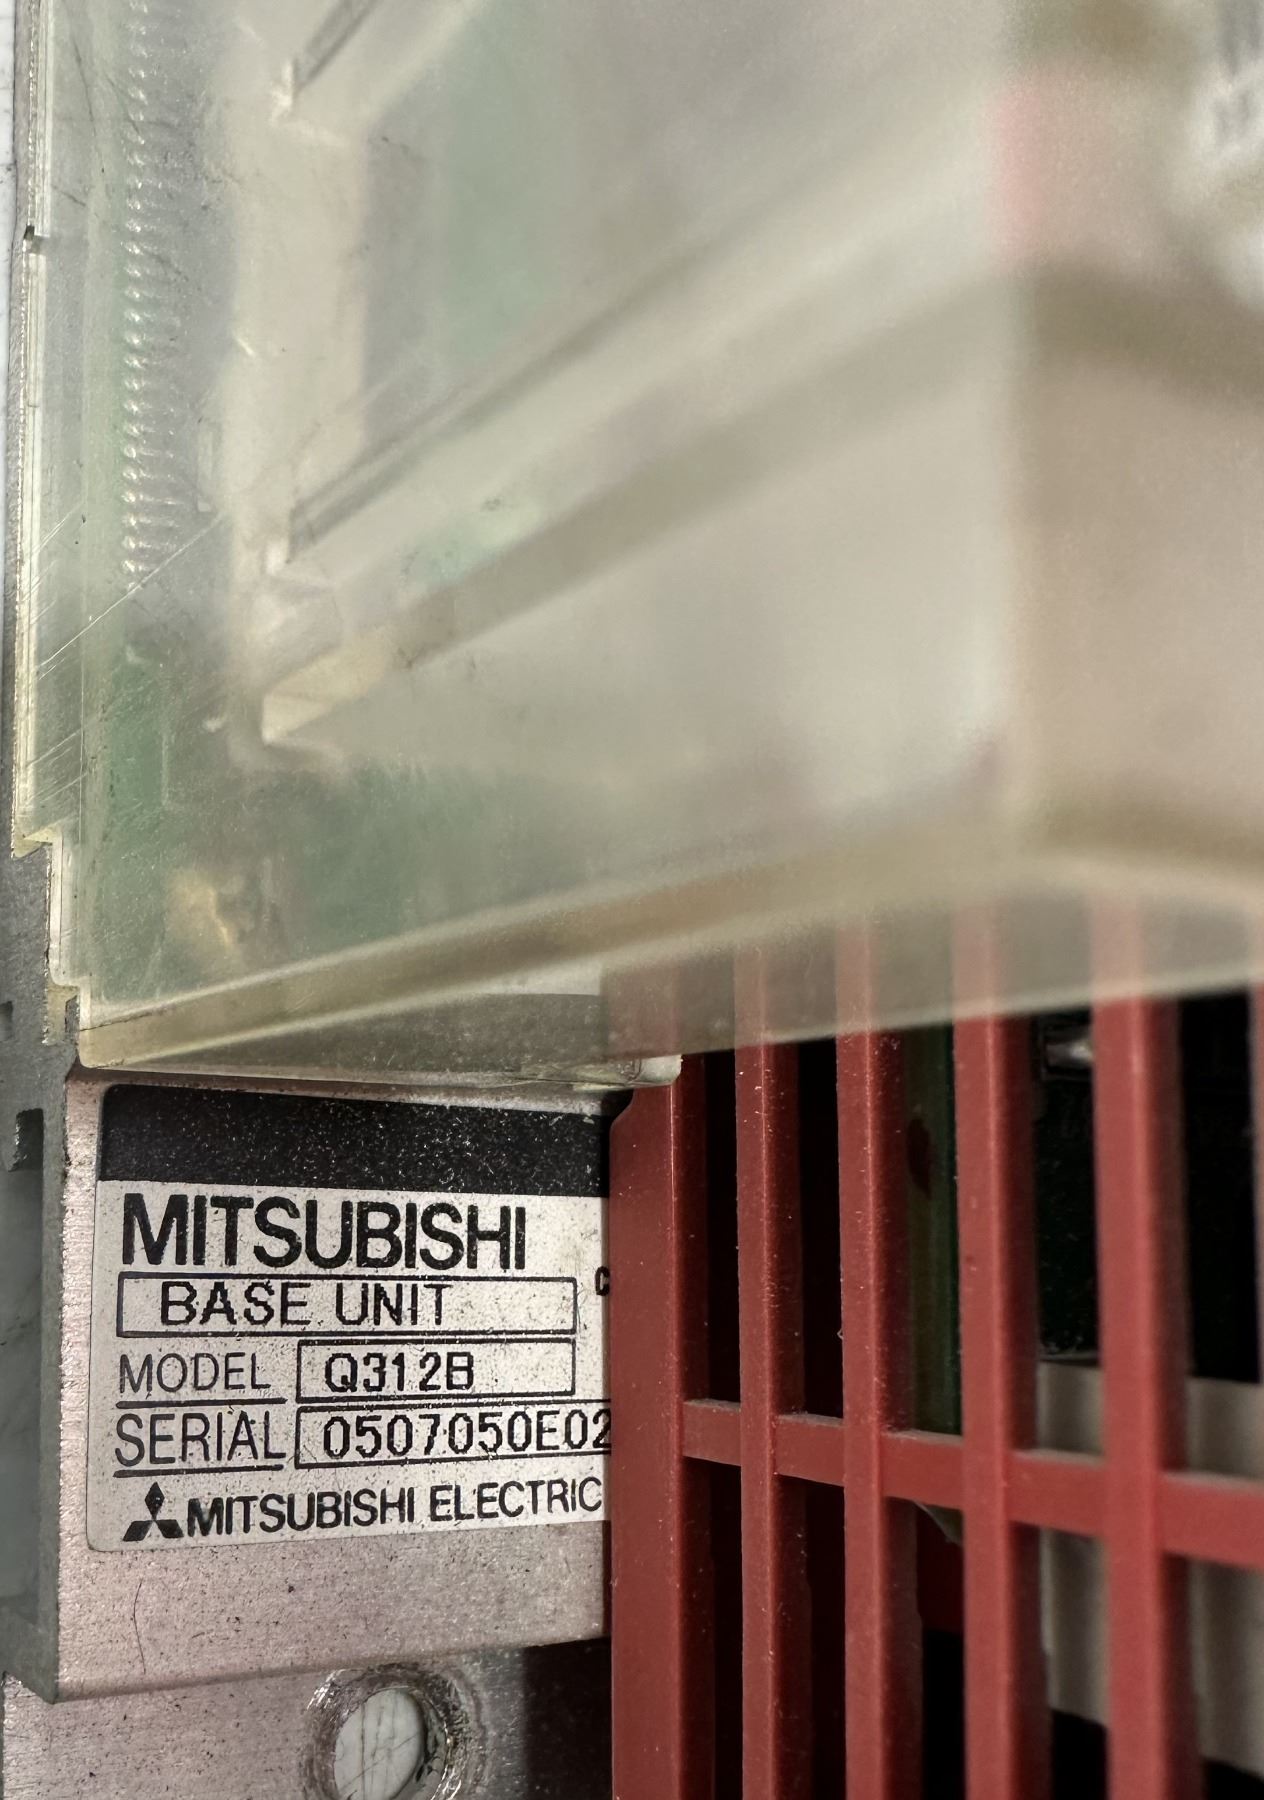 MITSUBISHI
BASE UNIT
MODEL Q312B
SERIAL 0507050E02
MITSUBISHI ELECTRIC